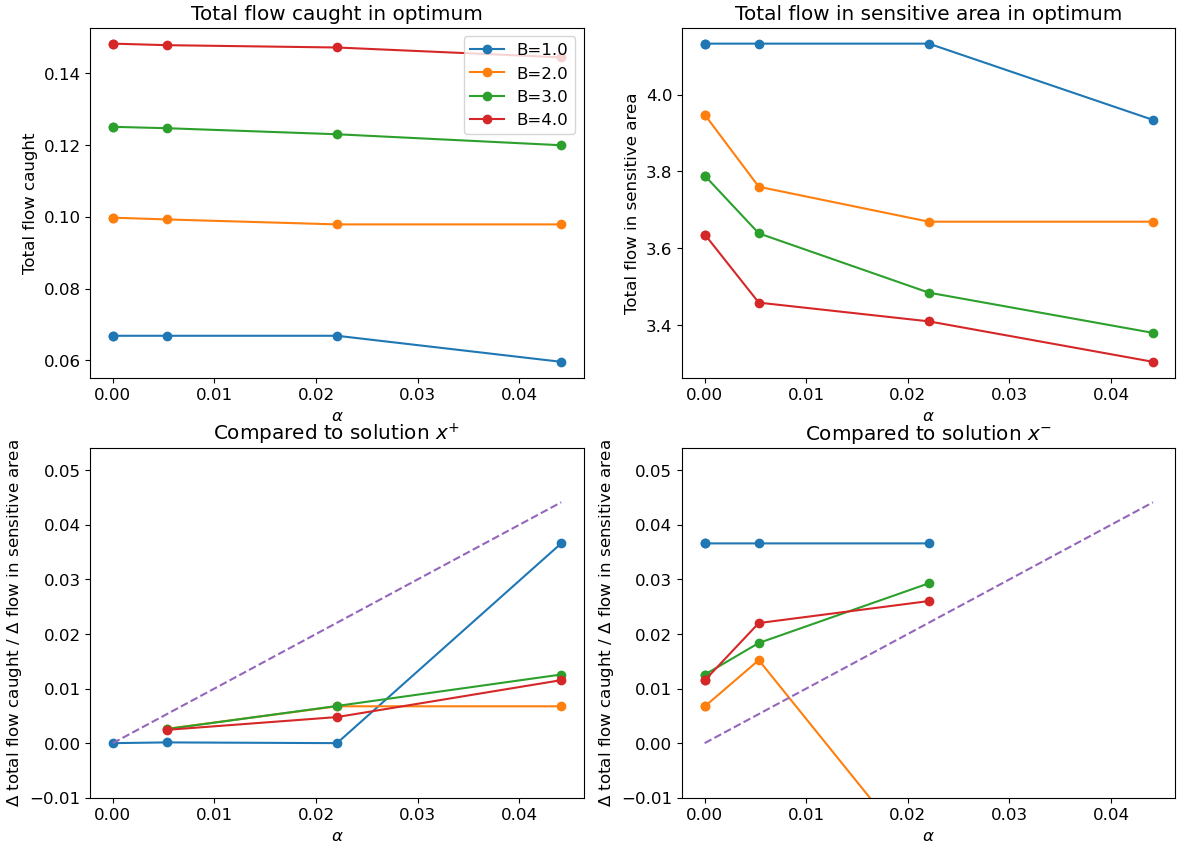 Total flow caught in optimum
Total flow caught
0.14
0.12
0.10
0.08
0.06
B=1.0
B=2.0
B=3.0
B=4.0
0.00 0.01 0.02 0.03 0.04
α
Total flow in sensitive area in optimum
Total flow in sensitive area
4.0
3.8
3.6
3.4
0.00 0.01 0.02 0.03 0.04
α
Compared to solution x⁺
Δ total flow caught / Δ flow in sensitive area
0.05
0.04
0.03
0.02
0.01
0.00
−0.01
0.00 0.01 0.02 0.03 0.04
α
Compared to solution x⁻
Δ total flow caught / Δ flow in sensitive area
0.05
0.04
0.03
0.02
0.01
0.00
−0.01
0.00 0.01 0.02 0.03 0.04
α